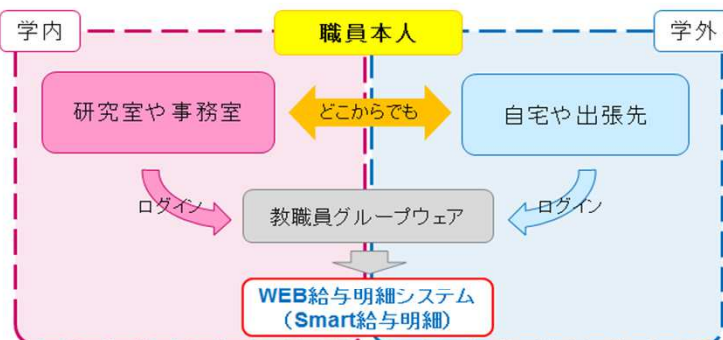 学内
職員本人
学外
研究室や事務室
どこからでも
自宅や出張先
ログイン
ログイン
教職員グループウェア
WEB給与明細システム
（Smart給与明細）